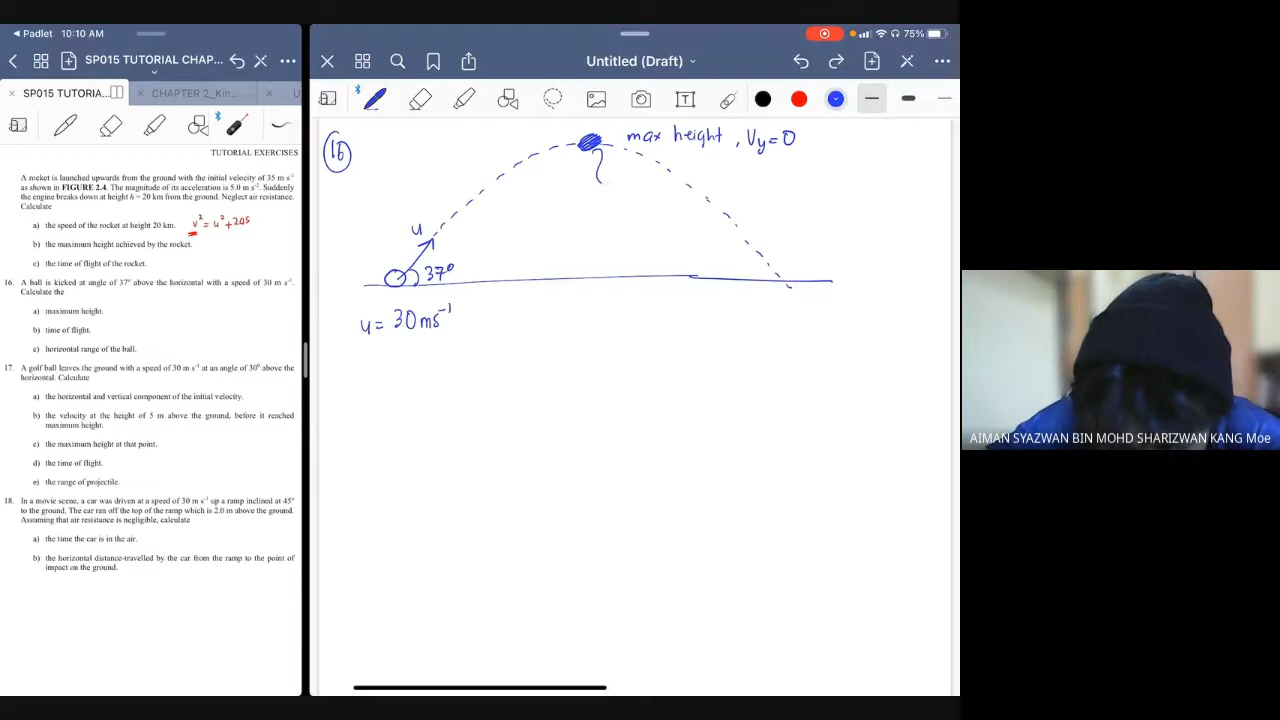 ◀ Padlet 10:10 AM
75%
SP015 TUTORIAL CHAP...
Untitled (Draft)
SP015 TUTORIA...
CHAPTER 2_Kin...
TUTORIAL EXERCISES
A rocket is launched upwards from the ground with the initial velocity of 35 m s⁻¹
as shown in FIGURE 2.4. The magnitude of its acceleration is 5.0 m s⁻². Suddenly
the engine breaks down at height h = 20 km from the ground. Neglect air resistance.
Calculate
a) the speed of the rocket at height 20 km. v² = u² + 2as
b) the maximum height achieved by the rocket.
c) the time of flight of the rocket.
16. A ball is kicked at angle of 37° above the horizontal with a speed of 30 m s⁻¹.
Calculate the
a) maximum height.
b) time of flight.
c) horizontal range of the ball.
17. A golf ball leaves the ground with a speed of 30 m s⁻¹ at an angle of 30⁰ above the
horizontal. Calculate
a) the horizontal and vertical component of the initial velocity.
b) the velocity at the height of 5 m above the ground, before it reached
maximum height.
c) the maximum height at that point.
d) the time of flight.
e) the range of projectile.
18. In a movie scene, a car was driven at a speed of 30 m s⁻¹ up a ramp inclined at 45°
to the ground. The car ran off the top of the ramp which is 2.0 m above the ground.
Assuming that air resistance is negligible, calculate
a) the time the car is in the air.
b) the horizontal distance-travelled by the car from the ramp to the point of
impact on the ground.
16
max height , Vy = 0
u
37°
u = 30 ms⁻¹
AIMAN SYAZWAN BIN MOHD SHARIZWAN KANG Moe